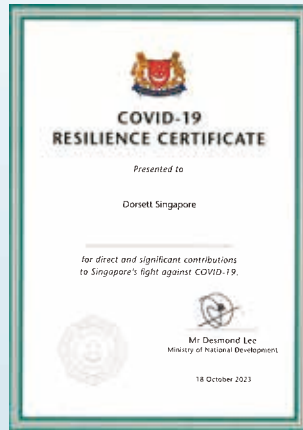 COVID-19
RESILIENCE CERTIFICATE
Presented to
Dorsett Singapore
for direct and significant contributions
to Singapore's fight against COVID-19.
Mr Desmond Lee
Ministry of National Development
18 October 2023